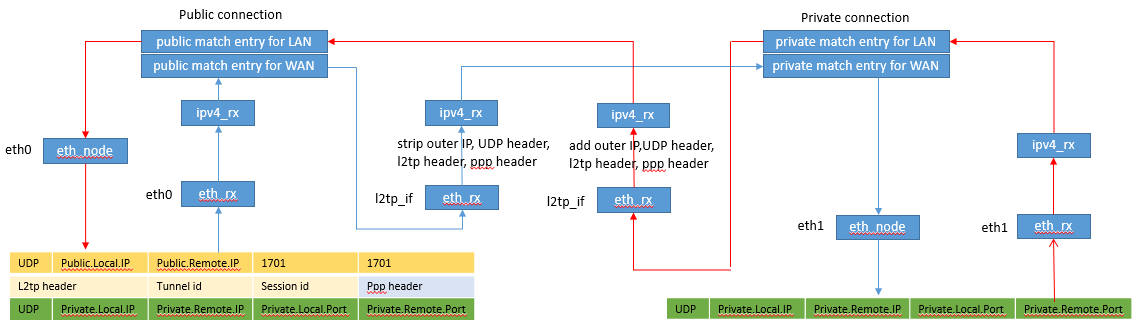 Public connection
Private connection
public match entry for LAN
public match entry for WAN
private match entry for LAN
private match entry for WAN
ipv4_rx
ipv4_rx
ipv4_rx
ipv4_rx
eth0
eth_node
strip outer IP, UDP header,
l2tp header, ppp header
add outer IP,UDP header,
l2tp header, ppp header
eth0
eth_rx
l2tp_if
eth_rx
l2tp_if
eth_rx
eth1
eth_node
eth1
eth_rx
UDP Public.Local.IP Public.Remote.IP 1701 1701
L2tp header Tunnel id Session id Ppp header
UDP Private.Local.IP Private.Remote.IP Private.Local.Port Private.Remote.Port
UDP Private.Local.IP Private.Remote.IP Private.Local.Port Private.Remote.Port